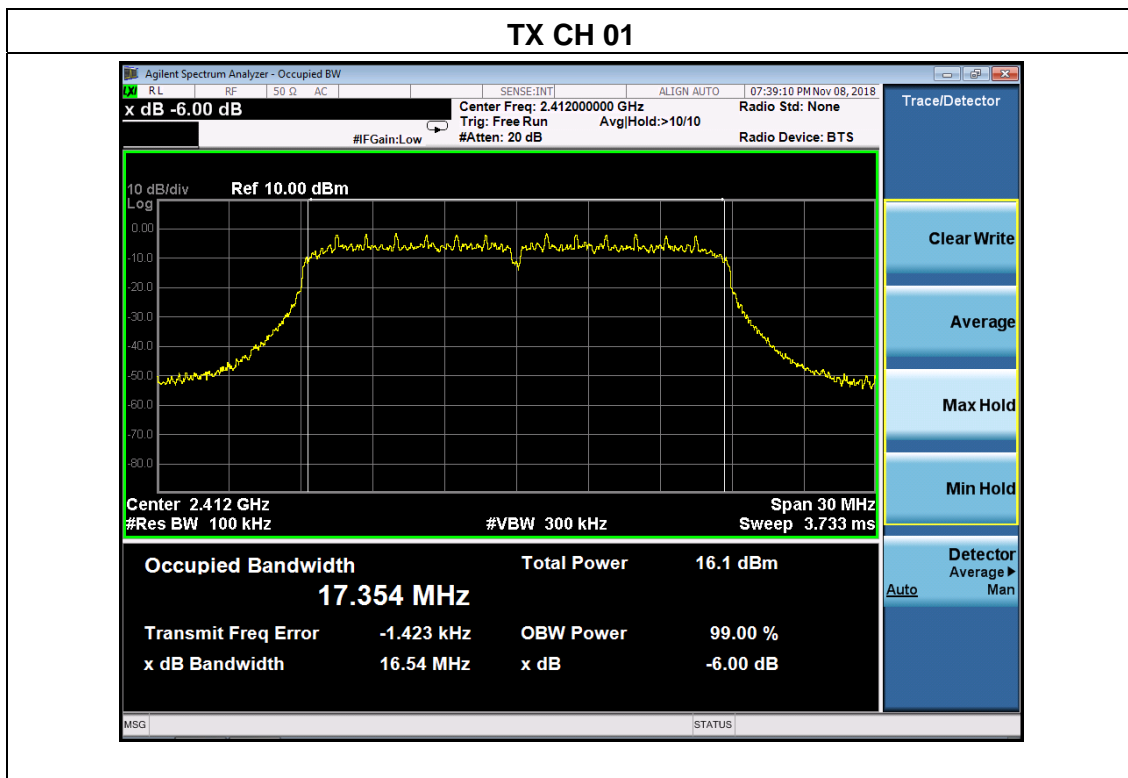 TX CH 01
Agilent Spectrum Analyzer - Occupied BW
LXI RL RF 50 Ω AC SENSE:INT ALIGN AUTO 07:39:10 PM Nov 08, 2018
x dB -6.00 dB
Center Freq: 2.412000000 GHz
Radio Std: None
Trig: Free Run Avg|Hold:>10/10
#IFGain:Low #Atten: 20 dB
Radio Device: BTS
Trace/Detector
10 dB/div Ref 10.00 dBm
Log
0.00
-10.0
-20.0
-30.0
-40.0
-50.0
-60.0
-70.0
-80.0
Center 2.412 GHz Span 30 MHz
#Res BW 100 kHz #VBW 300 kHz Sweep 3.733 ms
Clear Write
Average
Max Hold
Min Hold
Detector
Average
Auto Man
Occupied Bandwidth Total Power 16.1 dBm
17.354 MHz
Transmit Freq Error -1.423 kHz OBW Power 99.00 %
x dB Bandwidth 16.54 MHz x dB -6.00 dB
MSG STATUS